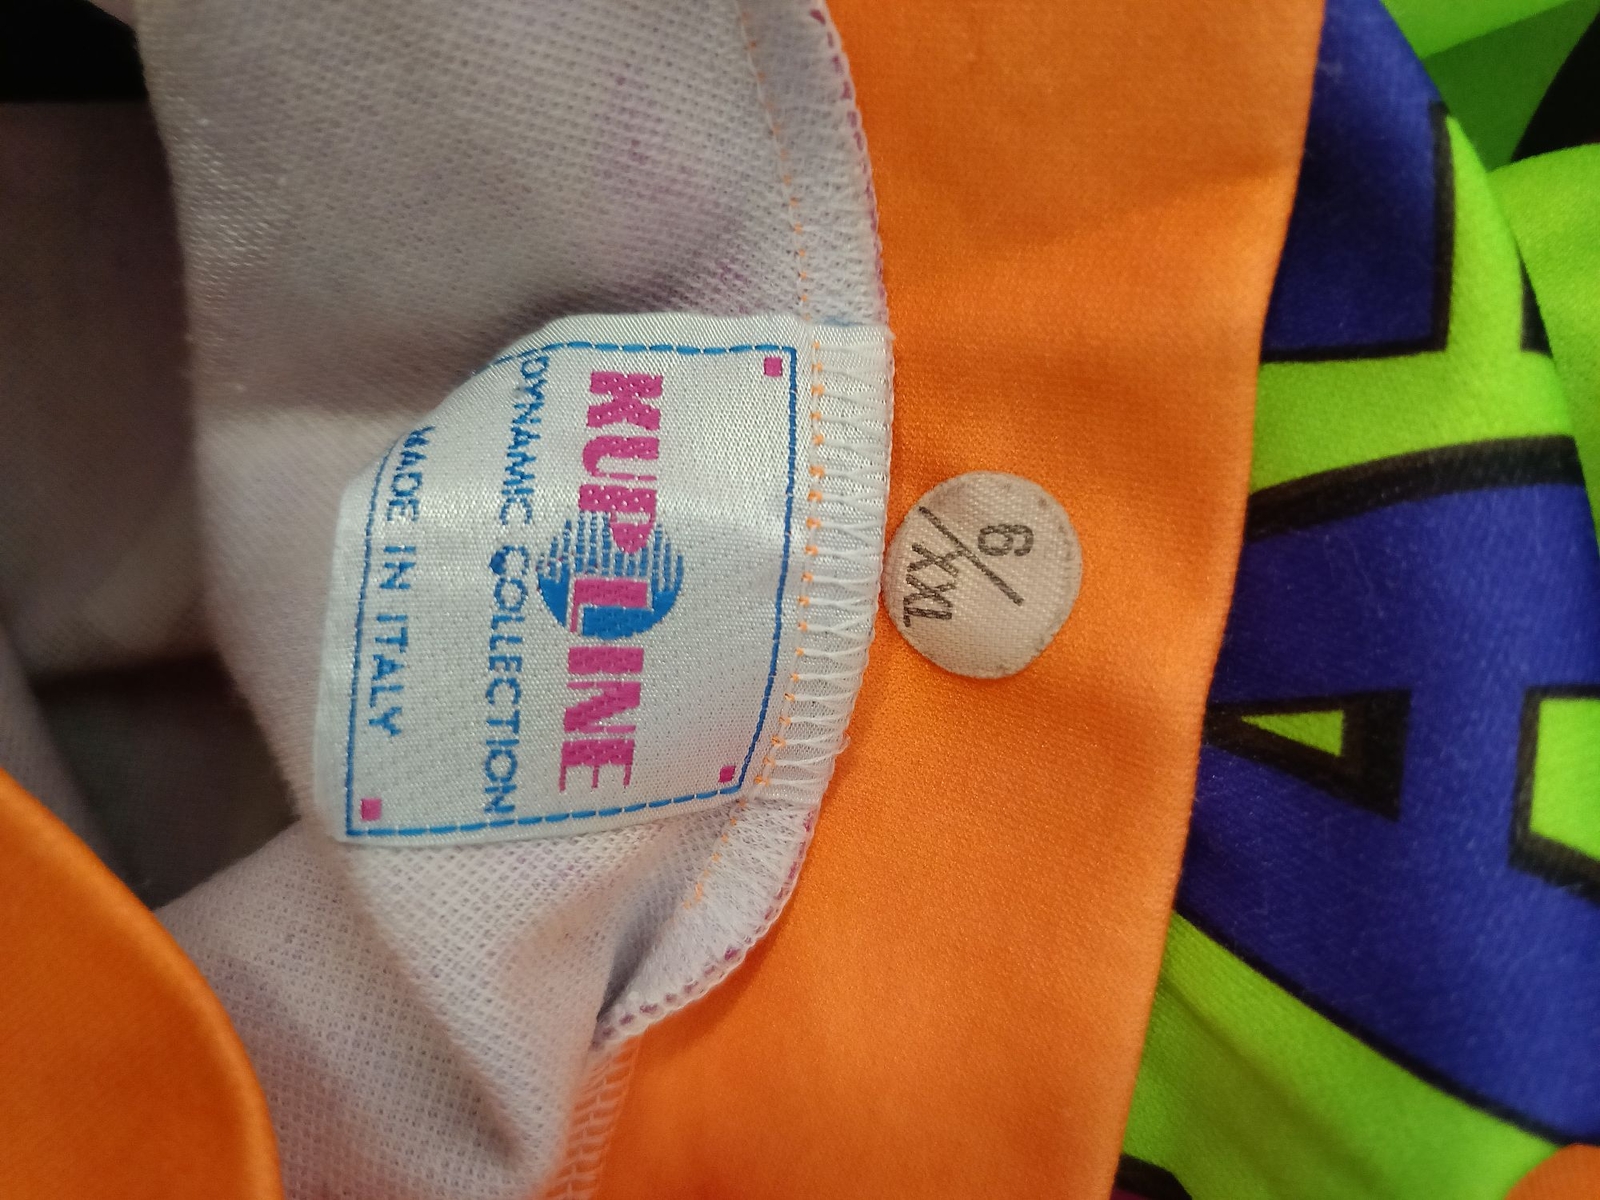 KUP LINE
DYNAMIC COLLECTION
MADE IN ITALY
6/XXL